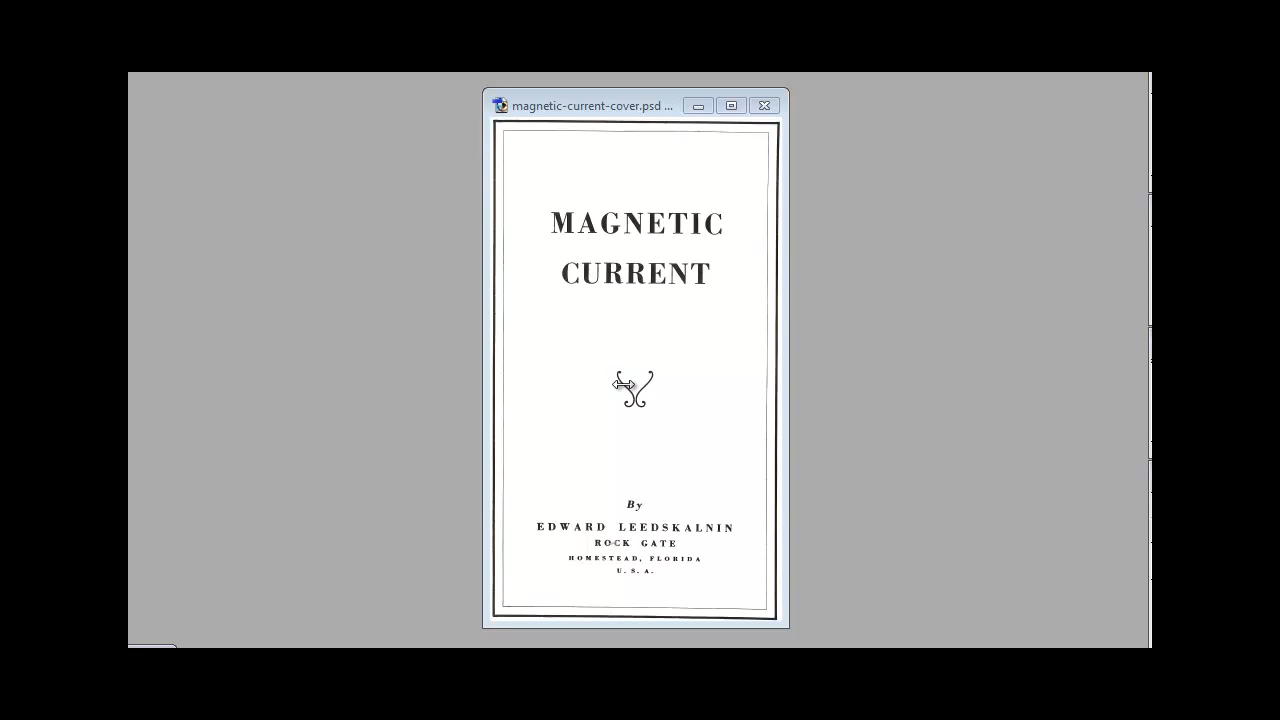 magnetic-current-cover.psd ...
MAGNETIC
CURRENT
By
EDWARD LEEDSKALNIN
ROCK GATE
HOMESTEAD, FLORIDA
U. S. A.